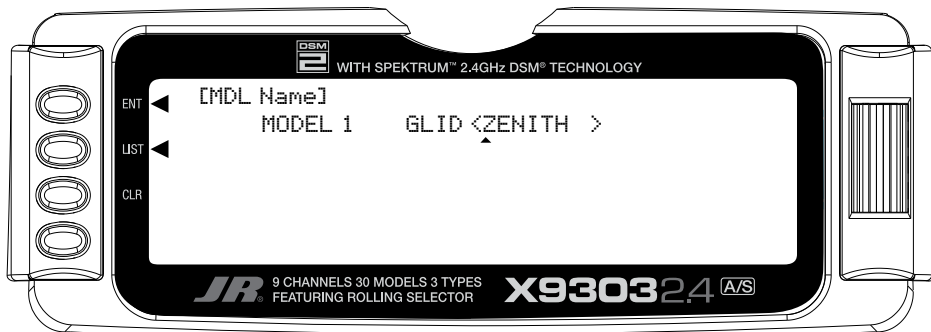 DSM
2
WITH SPEKTRUM™ 2.4GHz DSM® TECHNOLOGY
ENT
[MDL Name]
MODEL 1 GLID <ZENITH >
LIST
CLR
JR® 9 CHANNELS 30 MODELS 3 TYPES
FEATURING ROLLING SELECTOR
X9303 2.4 A/S